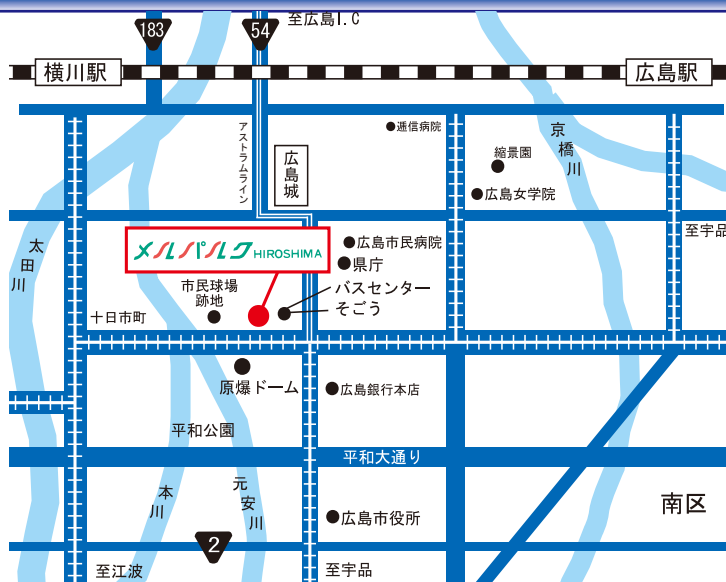 至広島I.C
183
54
横川駅
広島駅
アストラムライン
広島城
逓信病院
京橋川
縮景園
広島女学院
太田川
メルパルク HIROSHIMA
広島市民病院
県庁
至宇品
市民球場
跡地
バスセンター
そごう
十日市町
原爆ドーム
広島銀行本店
平和公園
平和大通り
本川
元安川
広島市役所
南区
2
至江波
至宇品